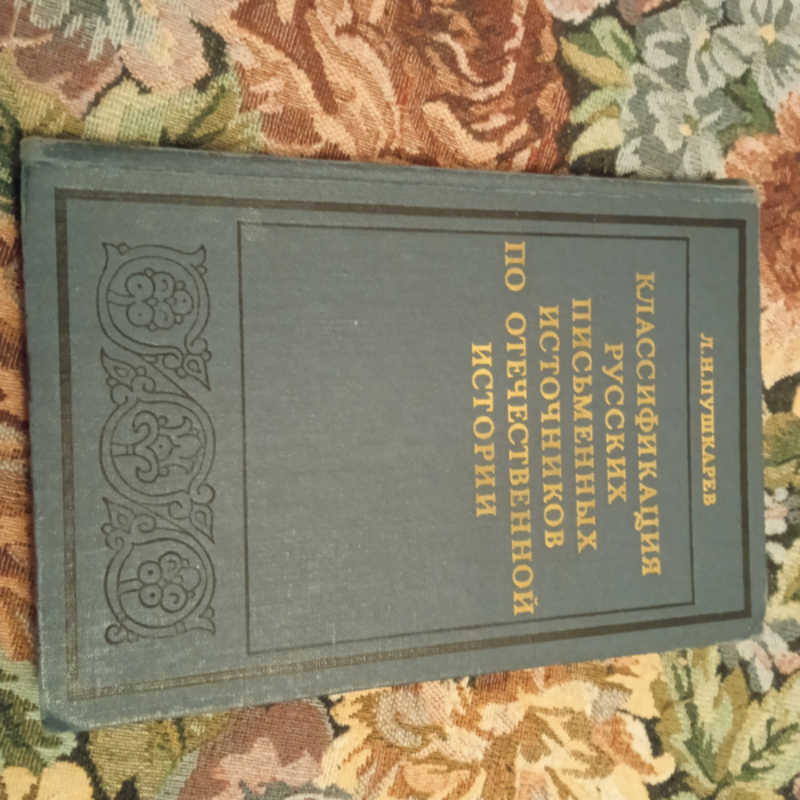 Л.Н.ПУШКАРЕВ
КЛАССИФИКАЦИЯ
РУССКИХ
ПИСЬМЕННЫХ
ИСТОЧНИКОВ
ПО ОТЕЧЕСТВЕННОЙ
ИСТОРИИ